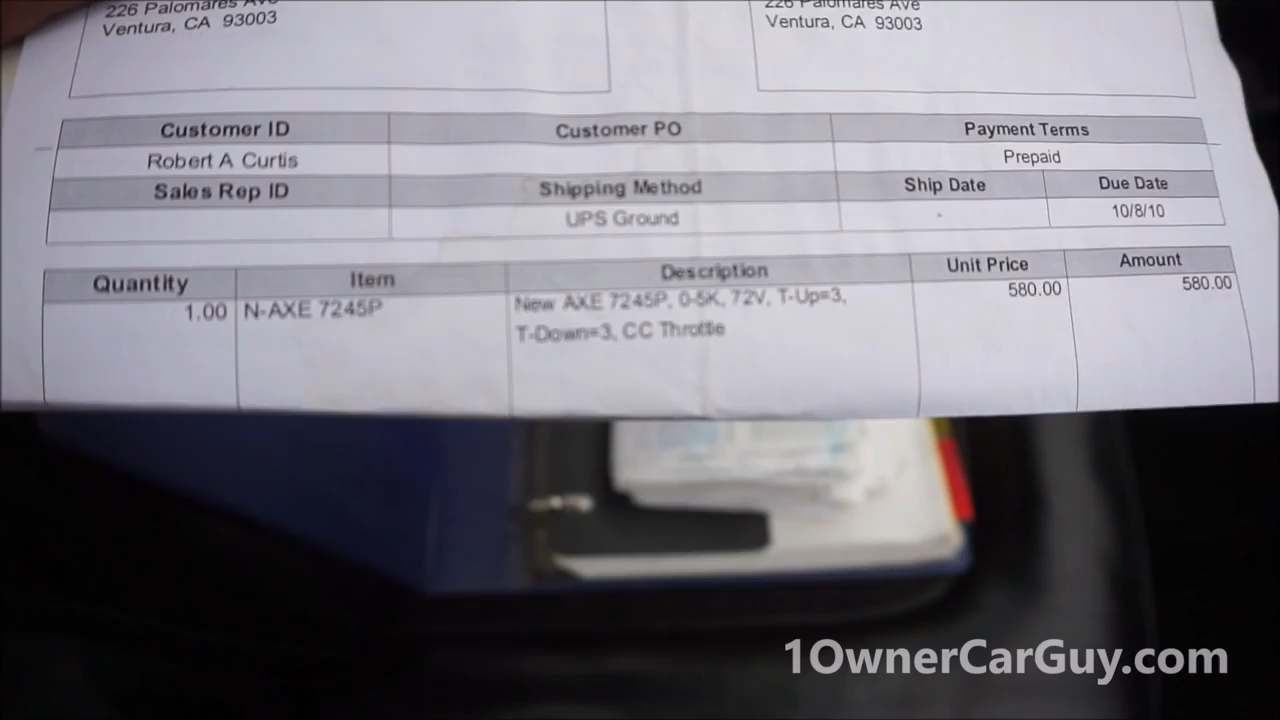 226 Palomares Ave 226 Palomares Ave
Ventura, CA 93003 Ventura, CA 93003
Customer ID Customer PO Payment Terms
Robert A Curtis Prepaid
Sales Rep ID Shipping Method Ship Date Due Date
UPS Ground 10/8/10
Quantity Item Description Unit Price Amount
1.00 N-AXE 7245P New AXE 7245P, 0-5K, 72V, T-Up=3, 580.00 580.00
T-Down=3, CC Throttle
1OwnerCarGuy.com